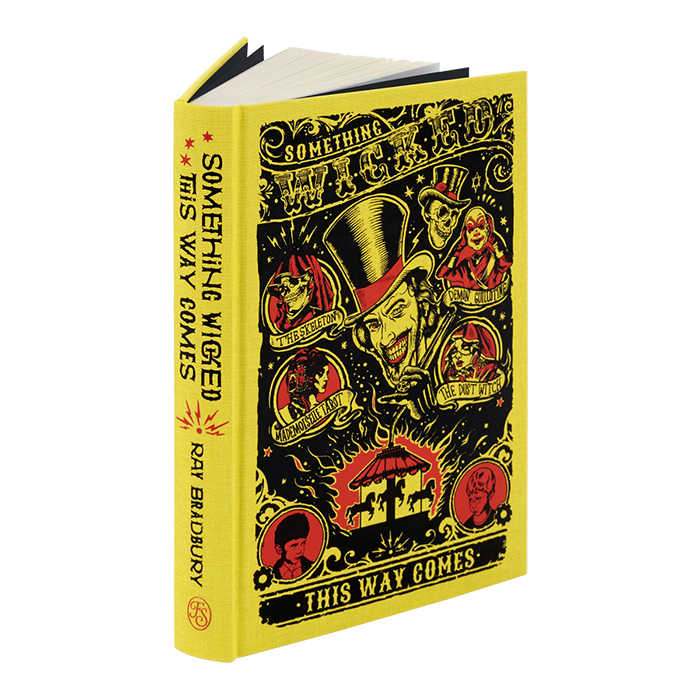 SOMETHING WICKED
THIS WAY COMES
RAY BRADBURY
FS
SOMETHING
WICKED
THE SKELETON
DEMON GUILLOTINE
MADEMOISELLE TAROT
THE DUST WITCH
THIS WAY COMES